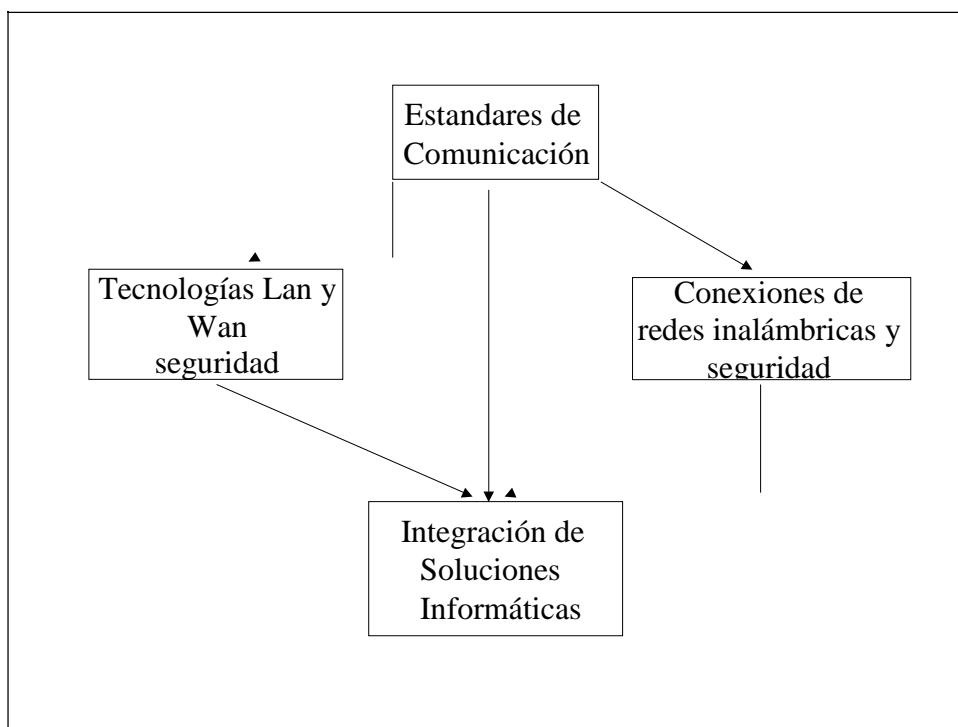 Estandares de
Comunicación
Tecnologías Lan y
Wan
seguridad
Conexiones de
redes inalámbricas y
seguridad
Integración de
Soluciones
Informáticas